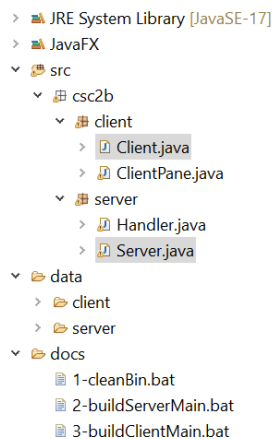 JRE System Library [JavaSE-17]
JavaFX
src
csc2b
client
Client.java
ClientPane.java
server
Handler.java
Server.java
data
client
server
docs
1-cleanBin.bat
2-buildServerMain.bat
3-buildClientMain.bat